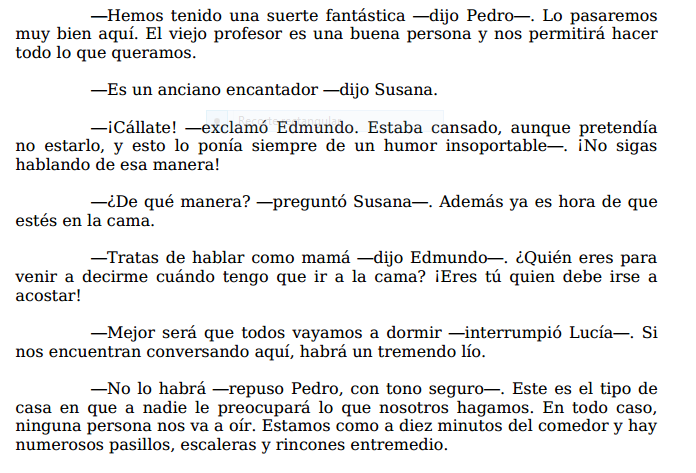 —Hemos tenido una suerte fantástica —dijo Pedro—. Lo pasaremos
muy bien aquí. El viejo profesor es una buena persona y nos permitirá hacer
todo lo que queramos.
—Es un anciano encantador —dijo Susana.
—¡Cállate! —exclamó Edmundo. Estaba cansado, aunque pretendía
no estarlo, y esto lo ponía siempre de un humor insoportable—. ¡No sigas
hablando de esa manera!
—¿De qué manera? —preguntó Susana—. Además ya es hora de que
estés en la cama.
—Tratas de hablar como mamá —dijo Edmundo—. ¿Quién eres para
venir a decirme cuándo tengo que ir a la cama? ¡Eres tú quien debe irse a
acostar!
—Mejor será que todos vayamos a dormir —interrumpió Lucía—. Si
nos encuentran conversando aquí, habrá un tremendo lío.
—No lo habrá —repuso Pedro, con tono seguro—. Este es el tipo de
casa en que a nadie le preocupará lo que nosotros hagamos. En todo caso,
ninguna persona nos va a oír. Estamos como a diez minutos del comedor y hay
numerosos pasillos, escaleras y rincones entremedio.